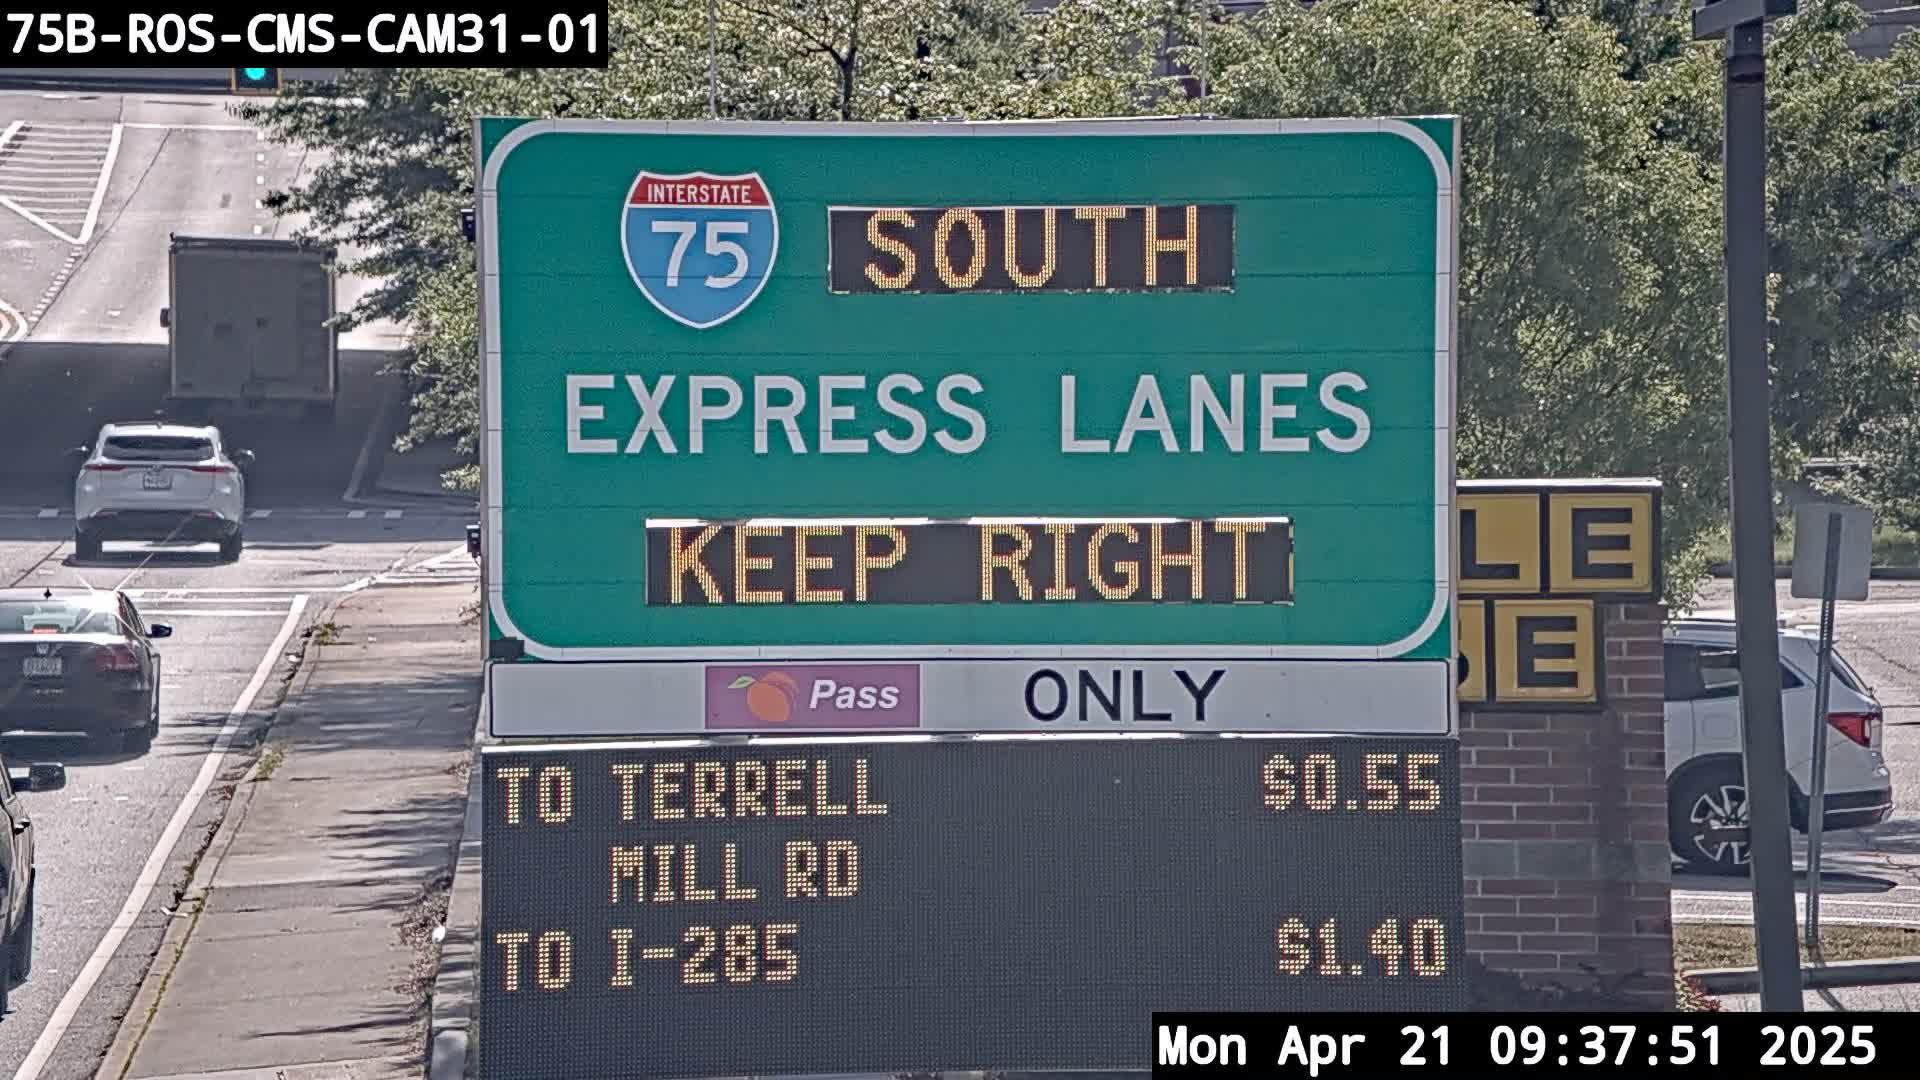 75B-ROS-CMS-CAM31-01
INTERSTATE
75
SOUTH
EXPRESS LANES
KEEP RIGHT
LE
E
Pass ONLY
TO TERRELL $0.55
MILL RD
TO I-285 $1.40
Mon Apr 21 09:37:51 2025